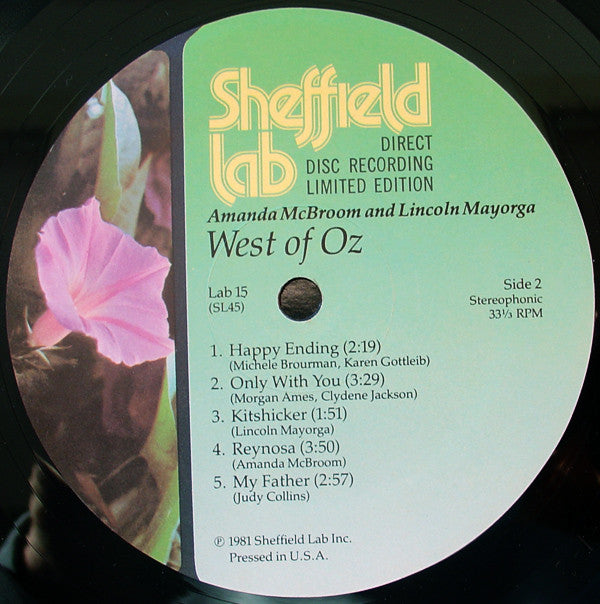 Sheffield
Lab
DIRECT
DISC RECORDING
LIMITED EDITION
Amanda McBroom and Lincoln Mayorga
West of Oz
Lab 15
(SL45)
Side 2
Stereophonic
33⅓ RPM
1. Happy Ending (2:19)
(Michele Brourman, Karen Gottleib)
2. Only With You (3:29)
(Morgan Ames, Clydene Jackson)
3. Kitshicker (1:51)
(Lincoln Mayorga)
4. Reynosa (3:50)
(Amanda McBroom)
5. My Father (2:57)
(Judy Collins)
℗ 1981 Sheffield Lab Inc.
Pressed in U.S.A.